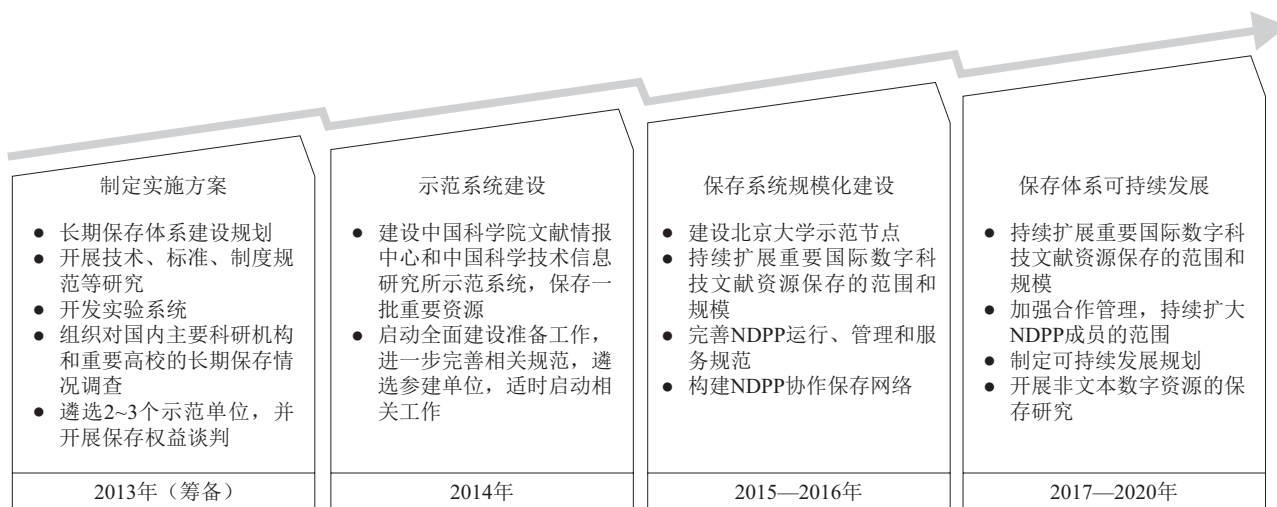 制定实施方案
● 长期保存体系建设规划
● 开展技术、标准、制度规
范等研究
● 开发实验系统
● 组织对国内主要科研机构
和重要高校的长期保存情
况调查
● 遴选2~3个示范单位，并
开展保存权益谈判
2013年（筹备）
示范系统建设
● 建设中国科学院文献情报
中心和中国科学技术信息
研究所示范系统，保存一
批重要资源
● 启动全面建设准备工作，
进一步完善相关规范，遴
选参建单位，适时启动相
关工作
2014年
保存系统规模化建设
● 建设北京大学示范节点
● 持续扩展重要国际数字科
技文献资源保存的范围和
规模
● 完善NDPP运行、管理和服
务规范
● 构建NDPP协作保存网络
2015—2016年
保存体系可持续发展
● 持续扩展重要国际数字科
技文献资源保存的范围和
规模
● 加强合作管理，持续扩大
NDPP成员的范围
● 制定可持续发展规划
● 开展非文本数字资源的保
存研究
2017—2020年